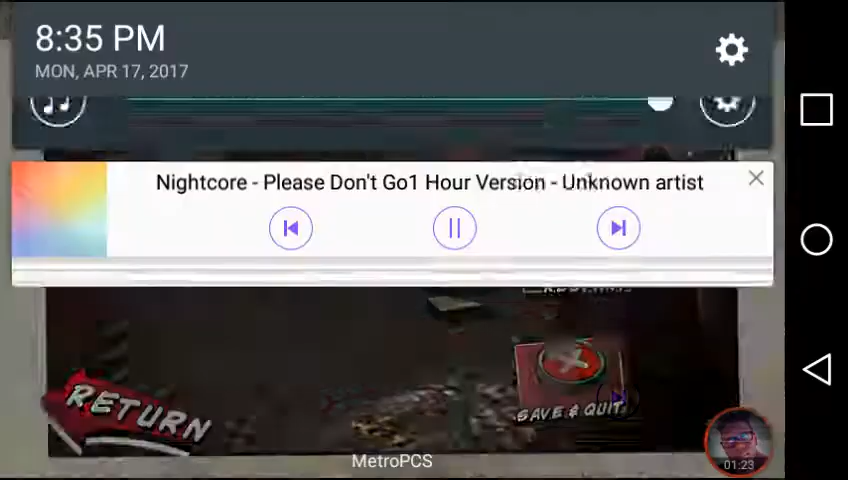 8:35 PM
MON, APR 17, 2017
Nightcore - Please Don't Go1 Hour Version - Unknown artist
RETURN
SAVE & QUIT
MetroPCS
01:23